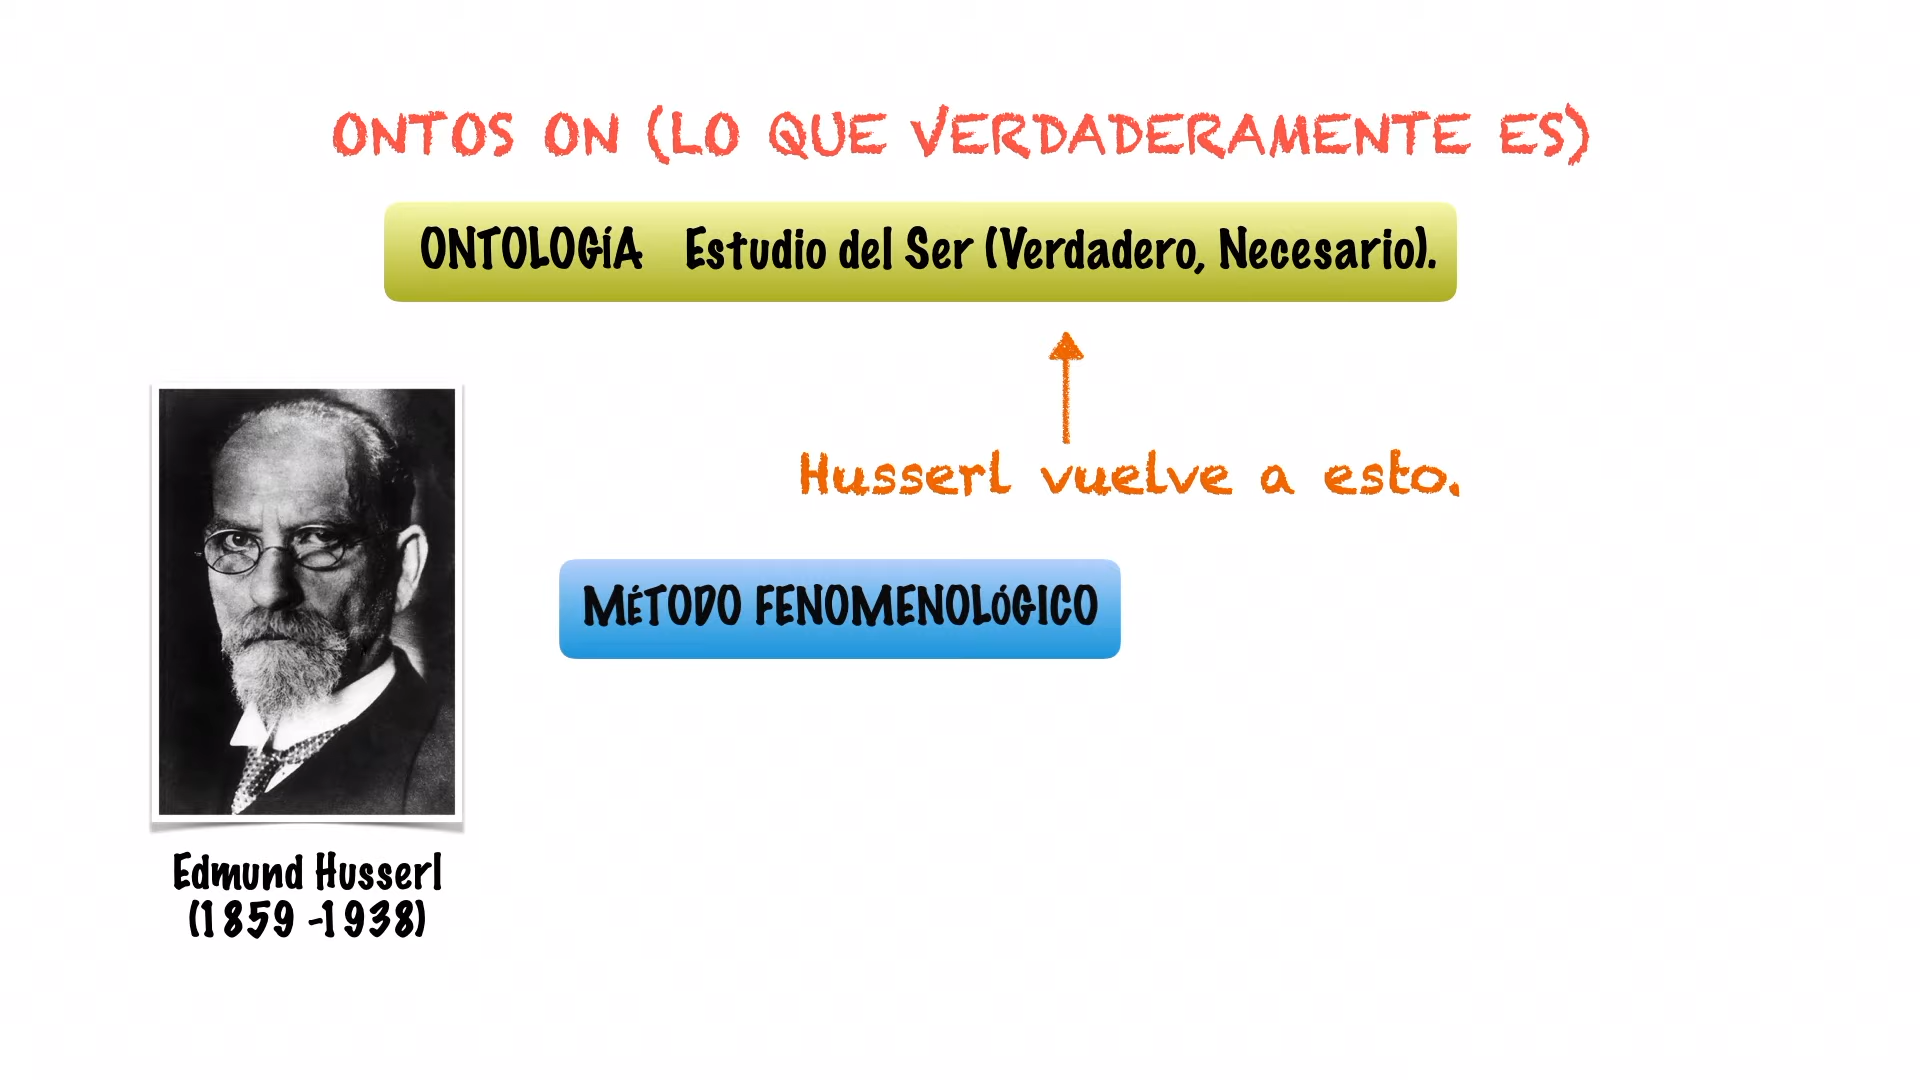 ONTOS ON (LO QUE VERDADERAMENTE ES)
ONTOLOGÍA Estudio del Ser (Verdadero, Necesario).
Husserl vuelve a esto.
MÉTODO FENOMENOLÓGICO
Edmund Husserl
(1859 -1938)